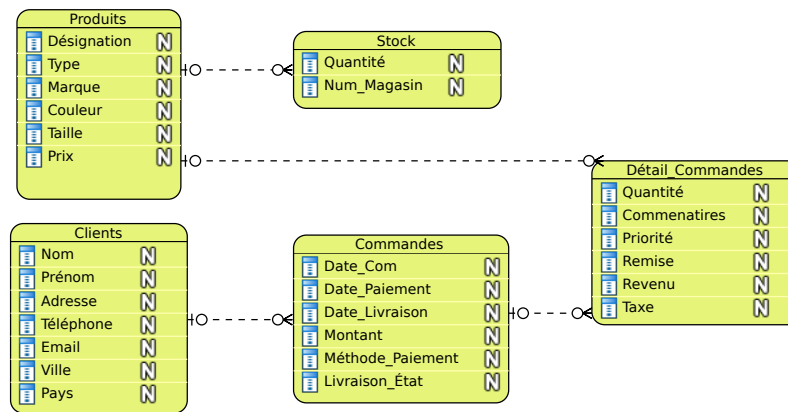 Produits
Désignation
Type
Marque
Couleur
Taille
Prix
Stock
Quantité
Num_Magasin
Détail_Commandes
Quantité
Commenatires
Priorité
Remise
Revenu
Taxe
Clients
Nom
Prénom
Adresse
Téléphone
Email
Ville
Pays
Commandes
Date_Com
Date_Paiement
Date_Livraison
Montant
Méthode_Paiement
Livraison_État